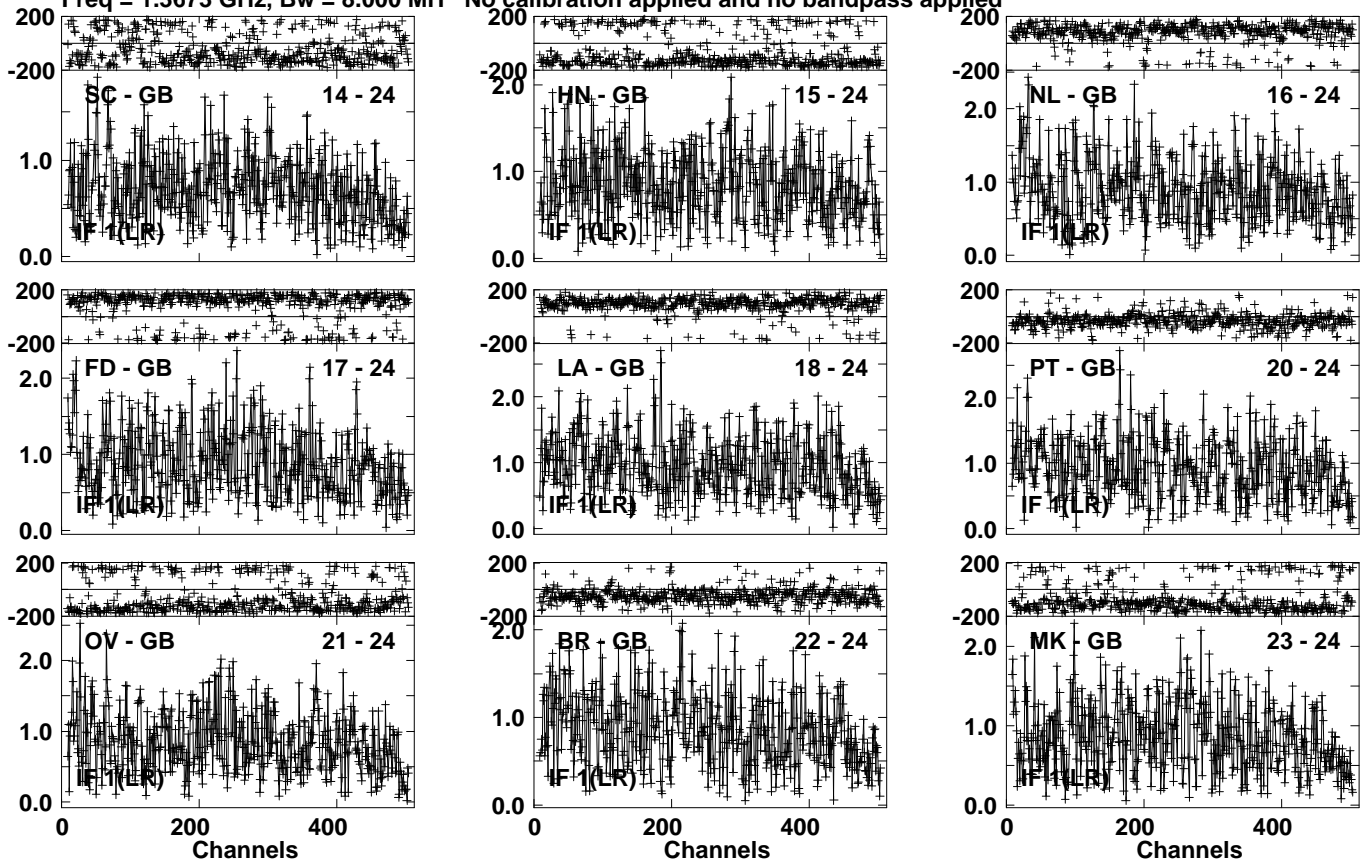 Freq = 1.5675 GHz, Bw = 8.000 MH No calibration applied and no bandpass applied
200 200 200
-200 -200 -200
SC - GB 14 - 24 HN - GB 15 - 24 NL - GB 16 - 24
2.0 2.0
1.0 1.0 1.0
IF 1(LR) IF 1(LR) IF 1(LR)
0.0 0.0 0.0
200 200 200
-200 -200 -200
FD - GB 17 - 24 LA - GB 18 - 24 PT - GB 20 - 24
2.0 2.0 2.0
1.0 1.0 1.0
IF 1(LR) IF 1(LR) IF 1(LR)
0.0 0.0 0.0
200 200 200
-200 -200 -200
OV - GB 21 - 24 BR - GB 22 - 24 MK - GB 23 - 24
2.0 2.0 2.0
1.0 1.0 1.0
IF 1(LR) IF 1(LR) IF 1(LR)
0.0 0.0 0.0
0 200 400 0 200 400 0 200 400
Channels Channels Channels